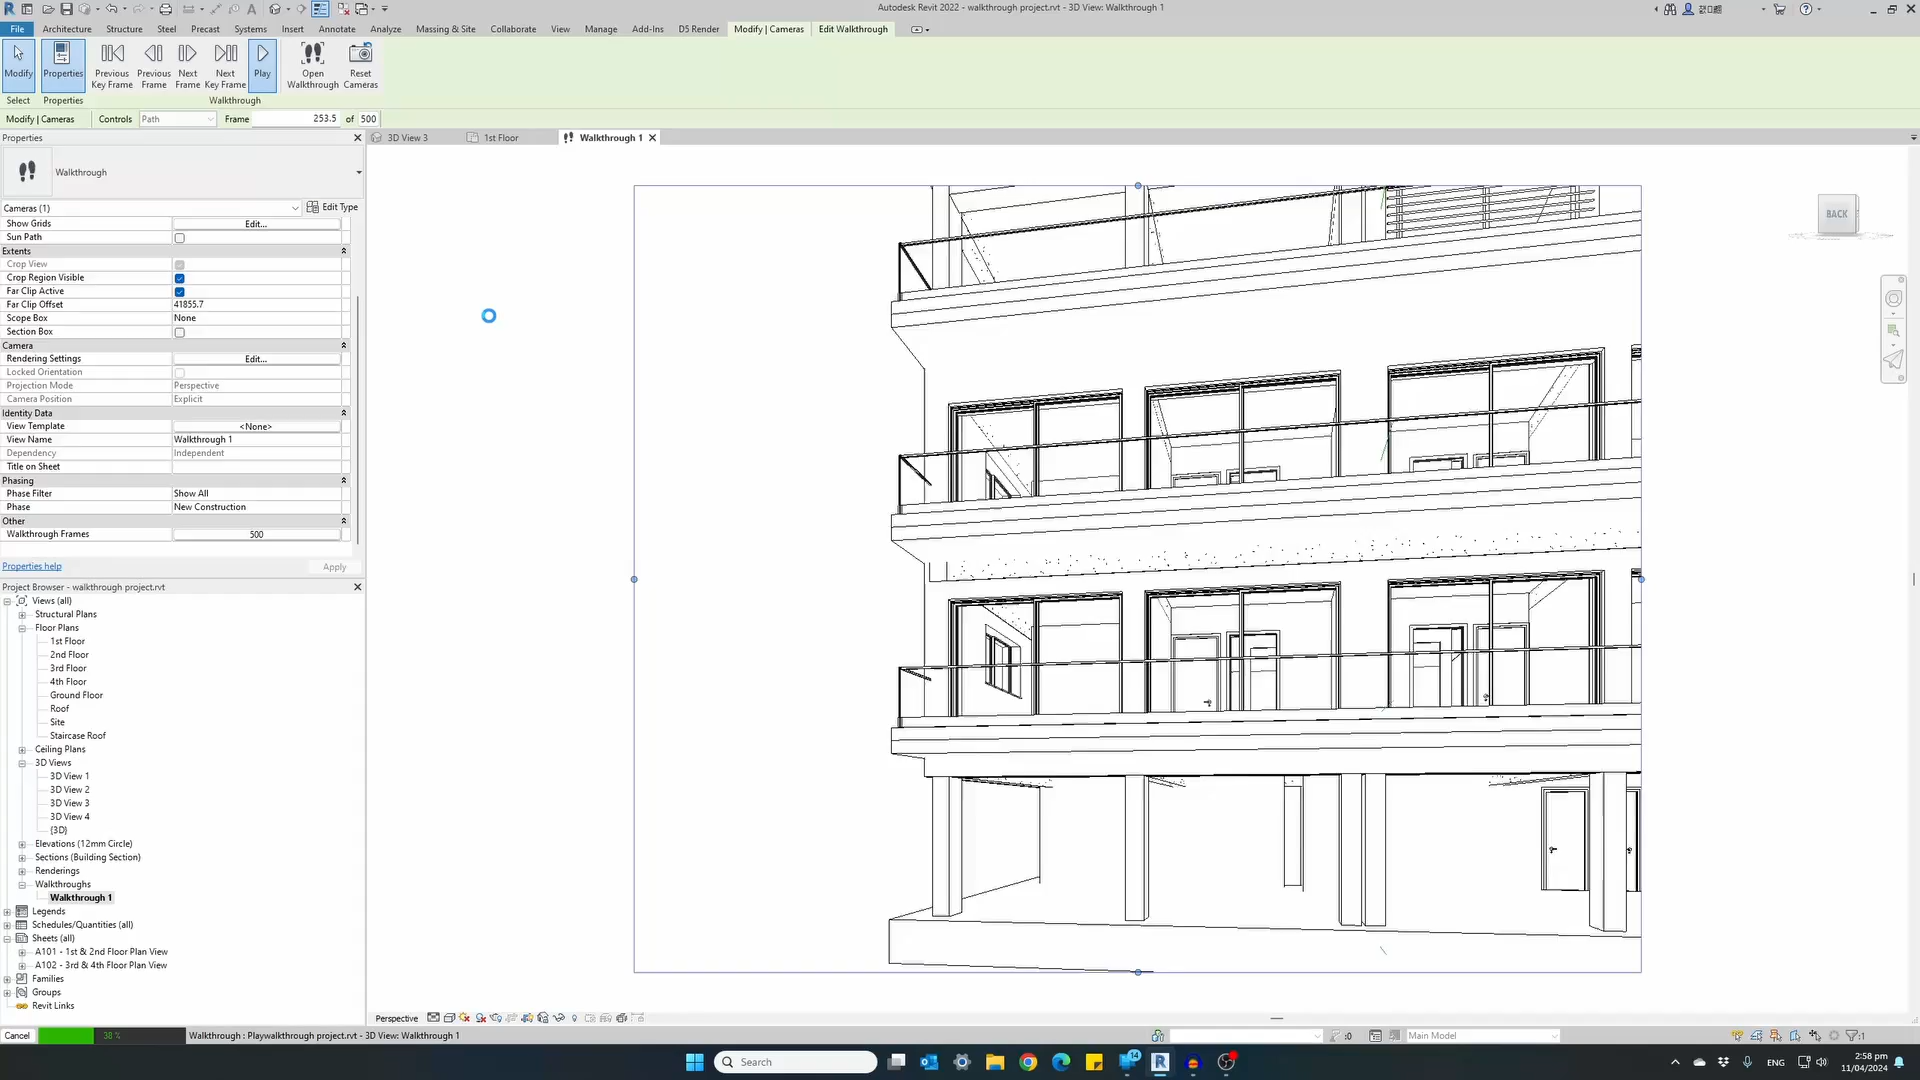 Autodesk Revit 2022 - walkthrough project.rvt - 3D View: Walkthrough 1
File Architecture Structure Steel Precast Systems Insert Annotate Analyze Massing & Site Collaborate View Manage Add-Ins D5 Render Modify | Cameras Edit Walkthrough
Modify Properties Previous Key Frame Previous Frame Next Frame Next Key Frame Play Open Walkthrough Reset Cameras
Select Properties Walkthrough
Modify | Cameras Controls Path Frame 253.5 of 500
Properties
3D View 3 1st Floor Walkthrough 1
Walkthrough
Cameras (1) Edit Type
Show Grids Edit...
Sun Path
Extents
Crop View
Crop Region Visible
Far Clip Active
Far Clip Offset 41855.7
Scope Box None
Section Box
Camera
Rendering Settings Edit...
Locked Orientation
Projection Mode Perspective
Camera Position Explicit
Identity Data
View Template <None>
View Name Walkthrough 1
Dependency Independent
Title on Sheet
Phasing
Phase Filter Show All
Phase New Construction
Other
Walkthrough Frames 500
Properties help Apply
Project Browser - walkthrough project.rvt
Views (all)
Structural Plans
Floor Plans
1st Floor
2nd Floor
3rd Floor
4th Floor
Ground Floor
Roof
Site
Staircase Roof
Ceiling Plans
3D Views
3D View 1
3D View 2
3D View 3
3D View 4
{3D}
Elevations (12mm Circle)
Sections (Building Section)
Renderings
Walkthroughs
Walkthrough 1
Legends
Schedules/Quantities (all)
Sheets (all)
A101 - 1st & 2nd Floor Plan View
A102 - 3rd & 4th Floor Plan View
Families
Groups
Revit Links
BACK
Perspective
Cancel 38 % Walkthrough : Playwalkthrough project.rvt - 3D View: Walkthrough 1 :0 Main Model :1
Search
14
ENG
2:58 pm
11/04/2024